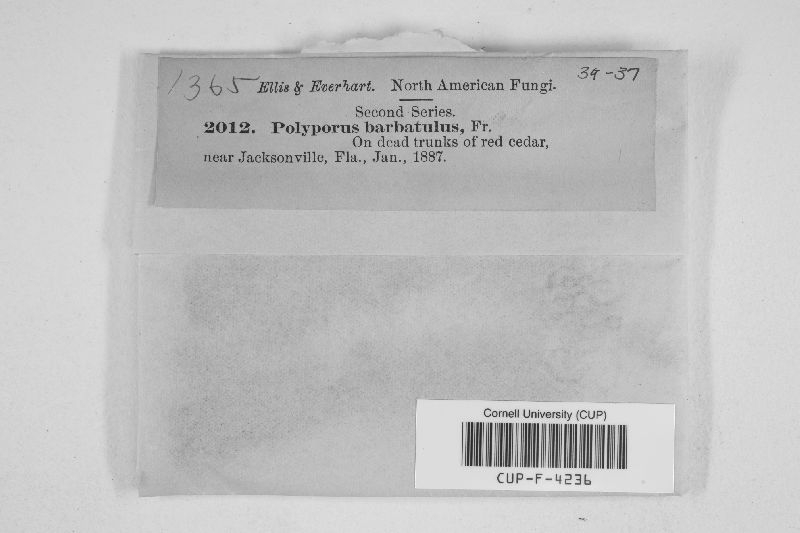 1365 Ellis & Everhart. North American Fungi. 39-37
Second Series.
2012. Polyporus barbatulus, Fr.
On dead trunks of red cedar,
near Jacksonville, Fla., Jan., 1887.
Cornell University (CUP)
CUP-F-4236